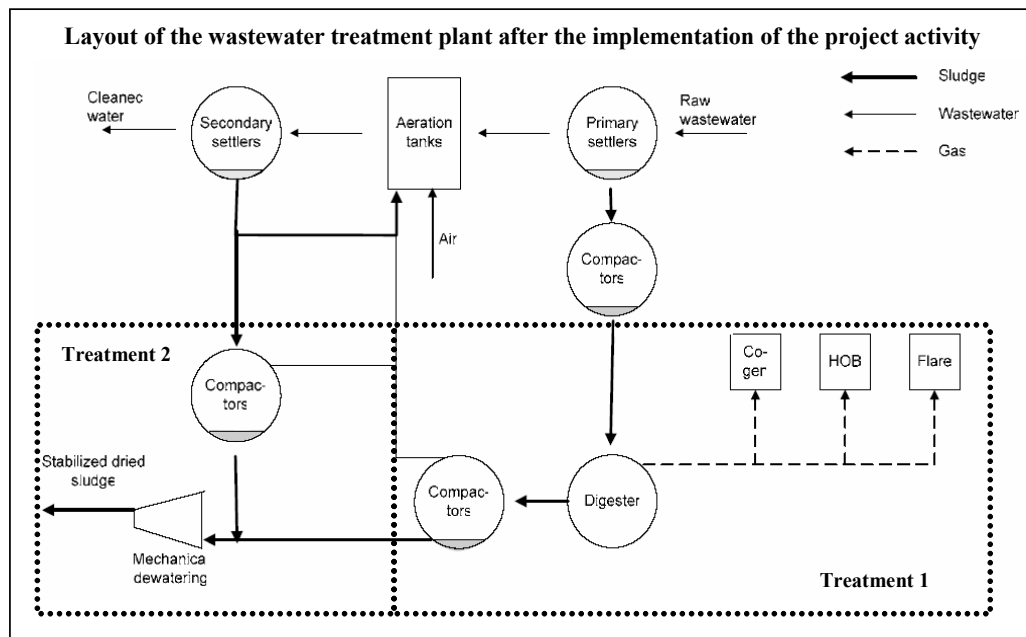 Layout of the wastewater treatment plant after the implementation of the project activity
Cleanec
water
Secondary
settlers
Aeration
tanks
Primary
settlers
Raw
wastewater
Sludge
Wastewater
Gas
Air
Compac-
tors
Treatment 2
Compac-
tors
Co-
ger
HOB
Flare
Stabilized dried
sludge
Compac-
tors
Digester
Mechanica
dewatering
Treatment 1